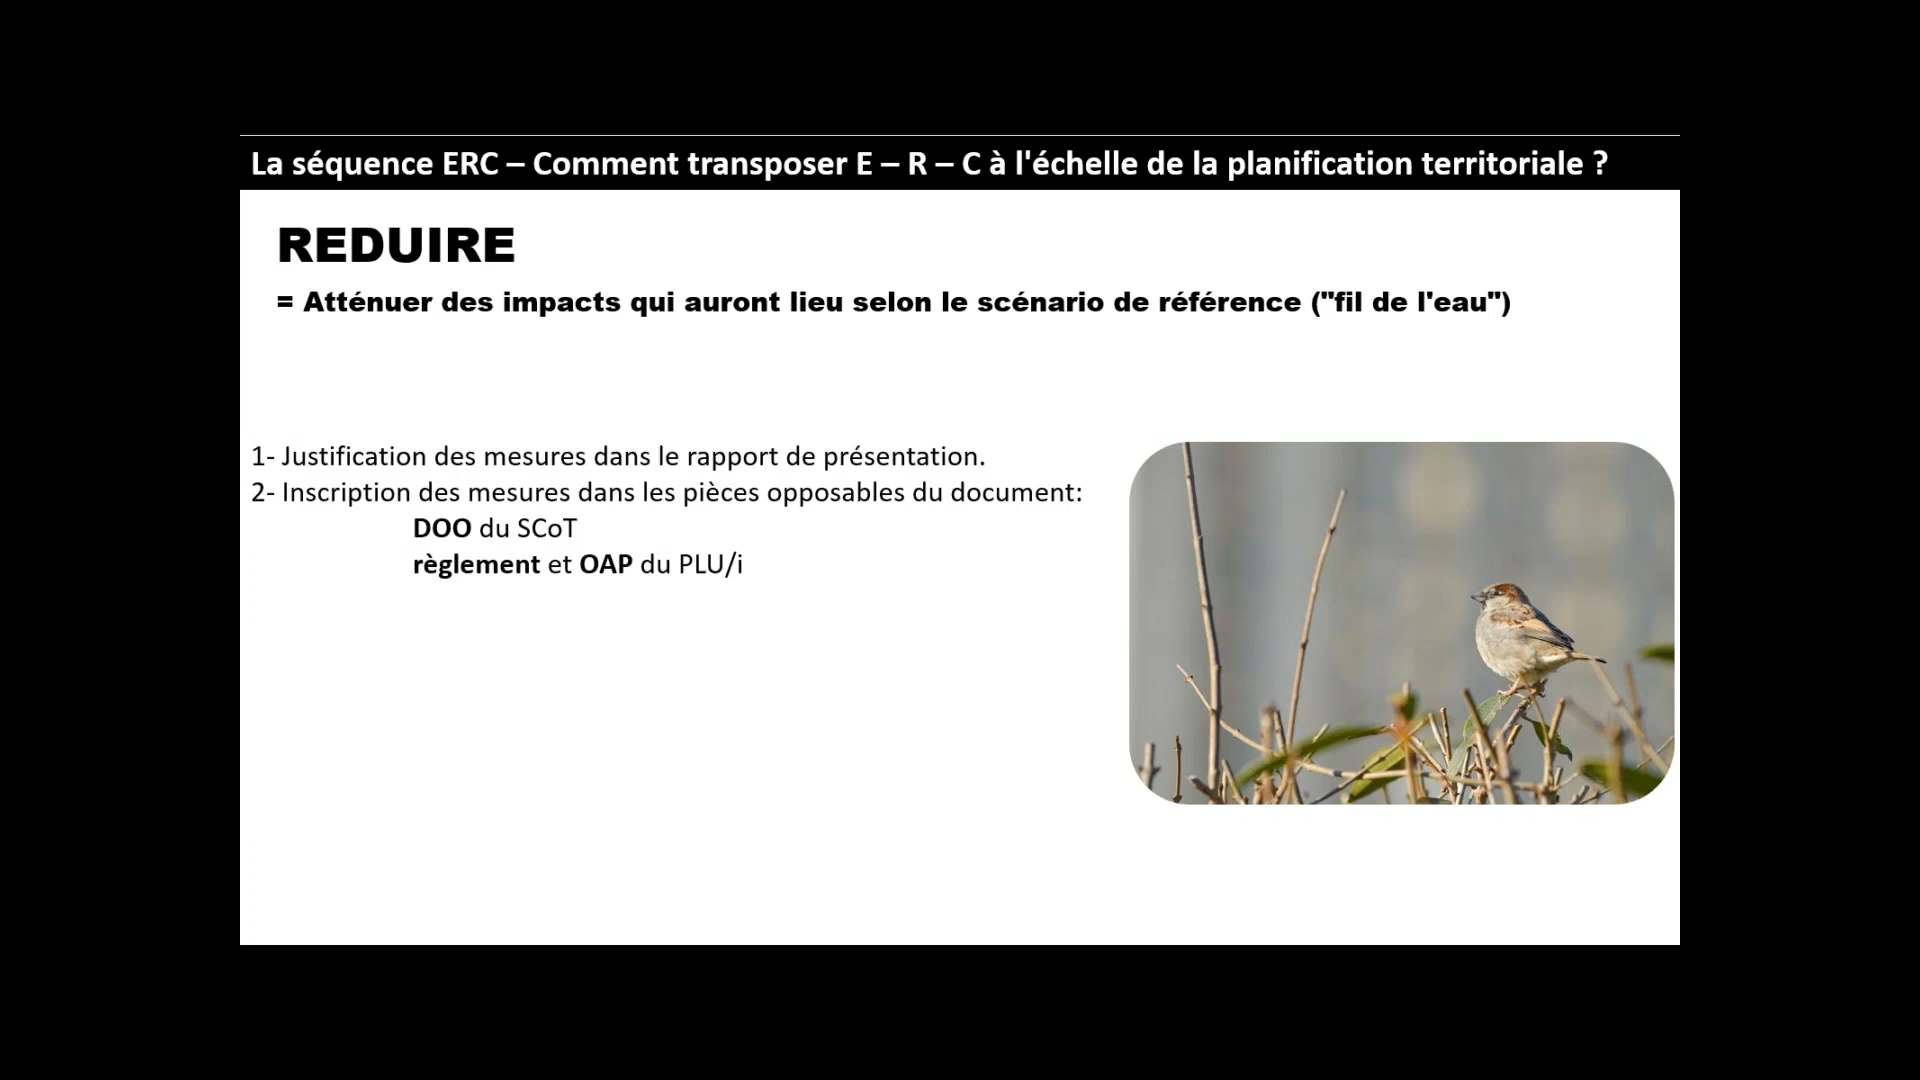 La séquence ERC – Comment transposer E – R – C à l'échelle de la planification territoriale ?
REDUIRE
= Atténuer des impacts qui auront lieu selon le scénario de référence ("fil de l'eau")
1- Justification des mesures dans le rapport de présentation.
2- Inscription des mesures dans les pièces opposables du document:
DOO du SCoT
règlement et OAP du PLU/i